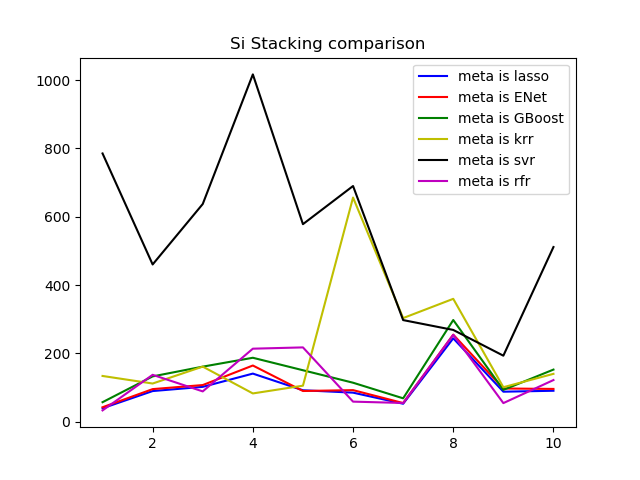 Si Stacking comparison
meta is lasso
meta is ENet
meta is GBoost
meta is krr
meta is svr
meta is rfr
1000
800
600
400
200
0
2
4
6
8
10